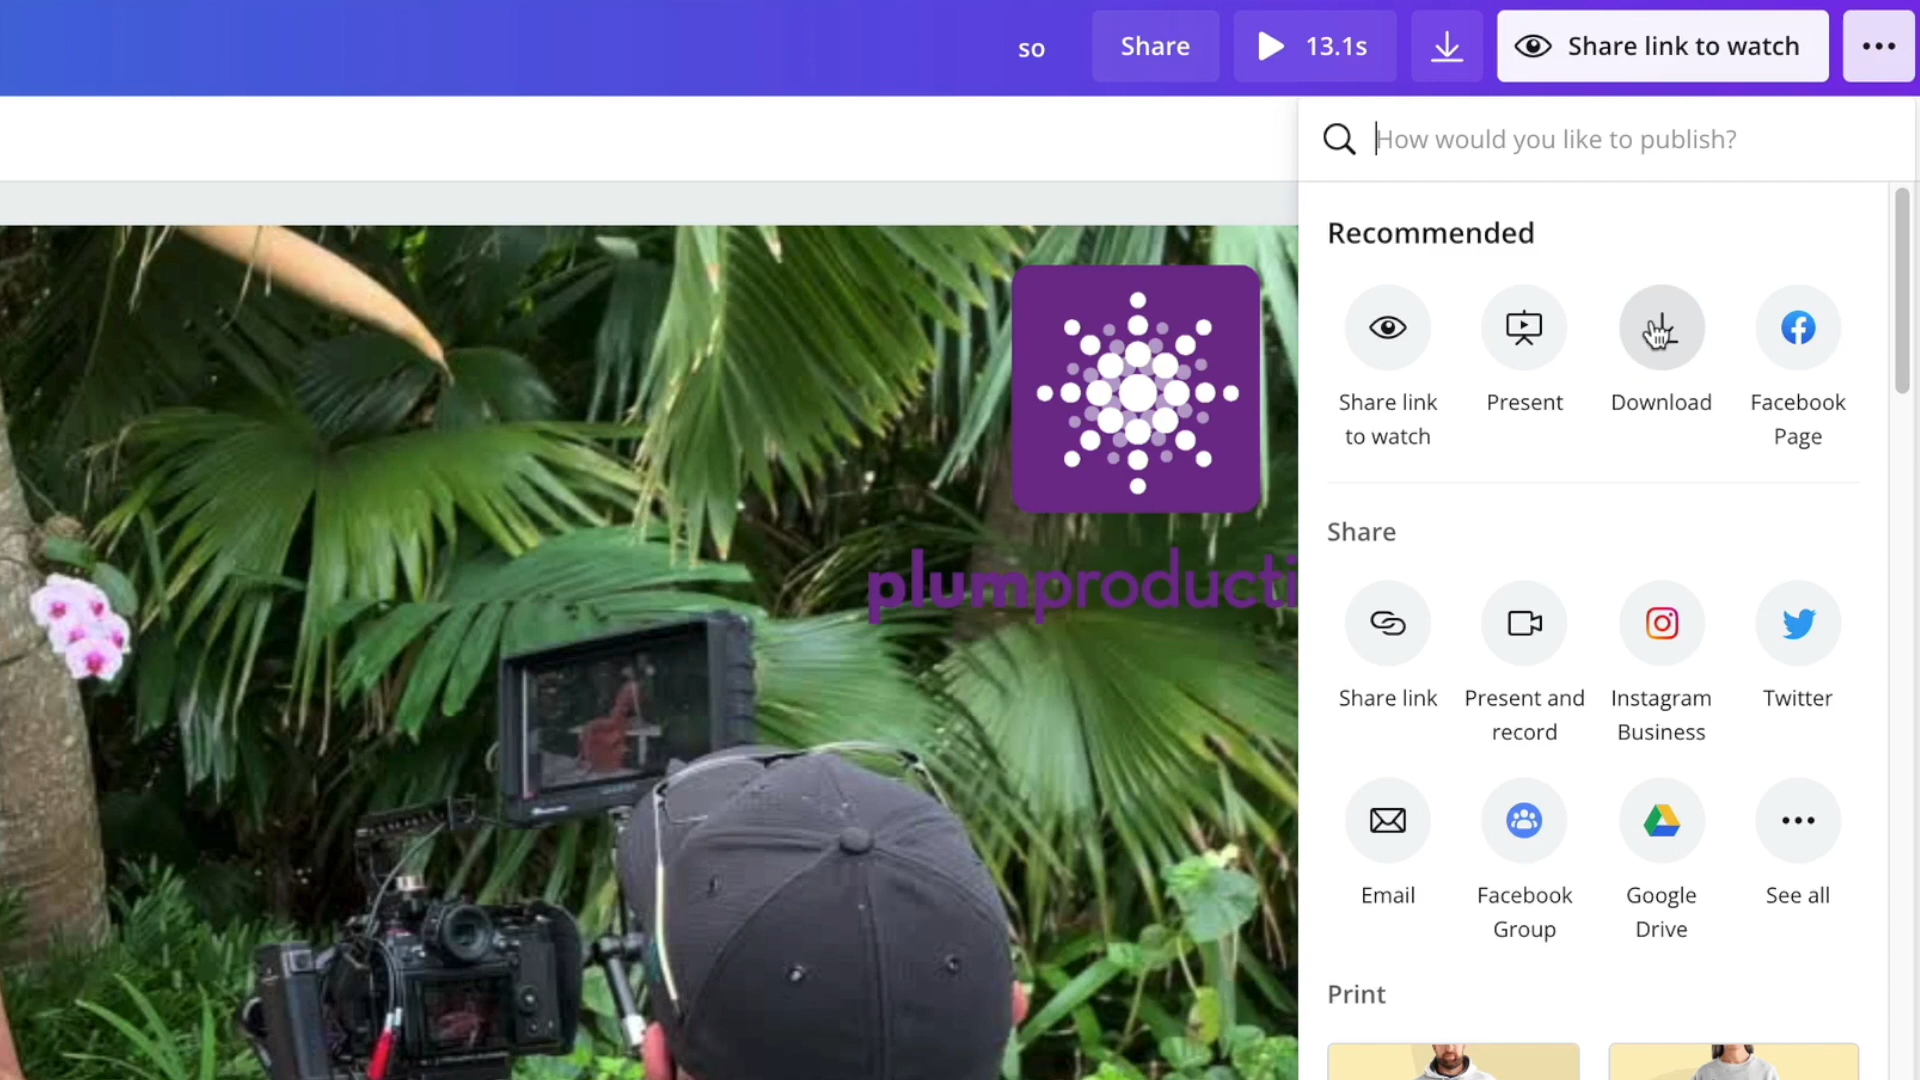 so
Share
13.1s
Share link to watch
How would you like to publish?
Recommended
Share link
to watch
Present
Download
Facebook
Page
Share
Share link
Present and
record
Instagram
Business
Twitter
Email
Facebook
Group
Google
Drive
See all
Print
plumproducti